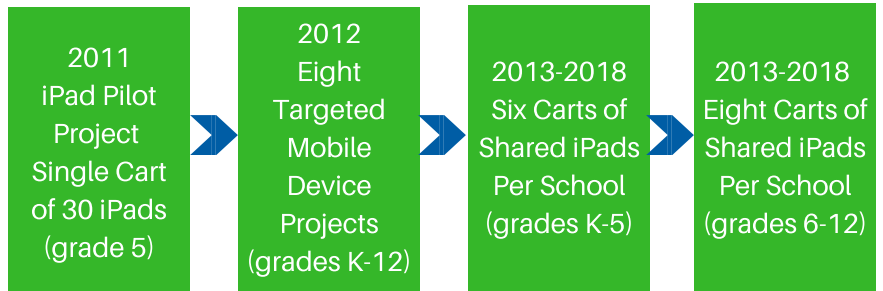 2011
iPad Pilot
Project
Single Cart
of 30 iPads
(grade 5)
2012
Eight
Targeted
Mobile
Device
Projects
(grades K-12)
2013-2018
Six Carts of
Shared iPads
Per School
(grades K-5)
2013-2018
Eight Carts of
Shared iPads
Per School
(grades 6-12)